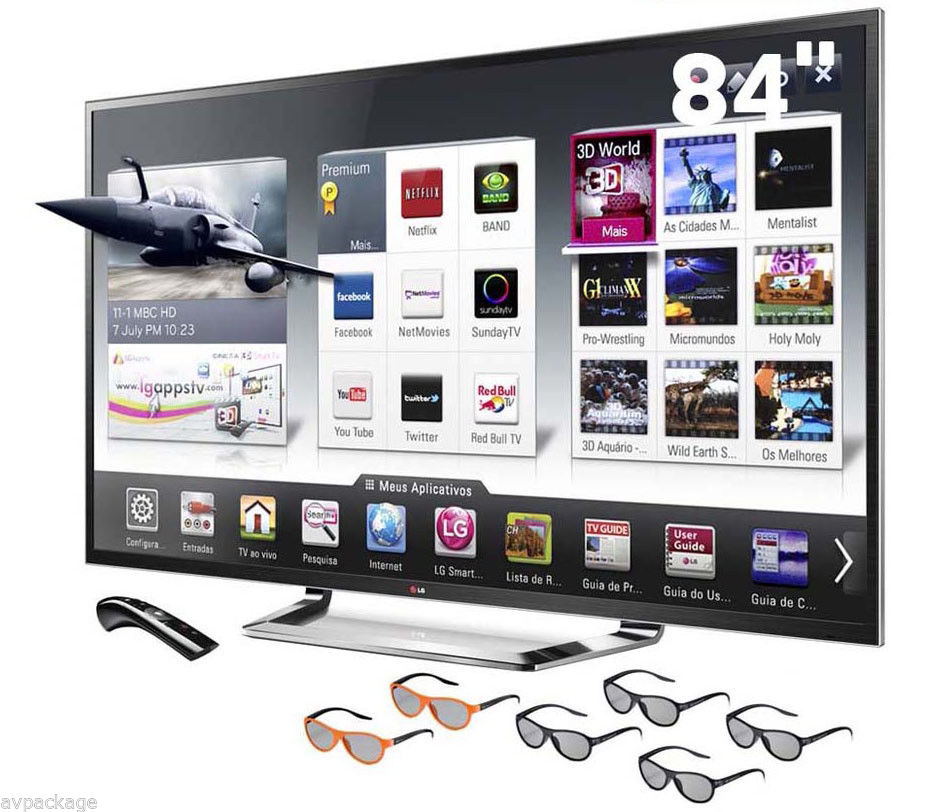 84"
Premium
P
Mais...
NETFLIX
Netflix
BAND
BAND
facebook
Facebook
NetMovies
NetMovies
sundaytv
SundayTV
You Tube
You Tube
twitter
Twitter
Red Bull
TV
Red Bull TV
3D World
3D
Mais
As Cidades M...
MENTALIST
Mentalist
G1CLIMAXX
Pro-Wrestling
microworlds
Micromundos
Holy Moly
3D Aquário -...
Wild Earth S...
Os Melhores
11-1 MBC HD
7 July PM 10:23
www.lgappstv.com
3D
Meus Aplicativos
Configura...
Entradas
TV ao vivo
Search
Pesquisa
Internet
LG
LG Smart...
CH
Lista de R...
TV GUIDE
Guia de Pr...
User
Guide
LG
Guia do Us...
Guia de C...
LG
avpackage